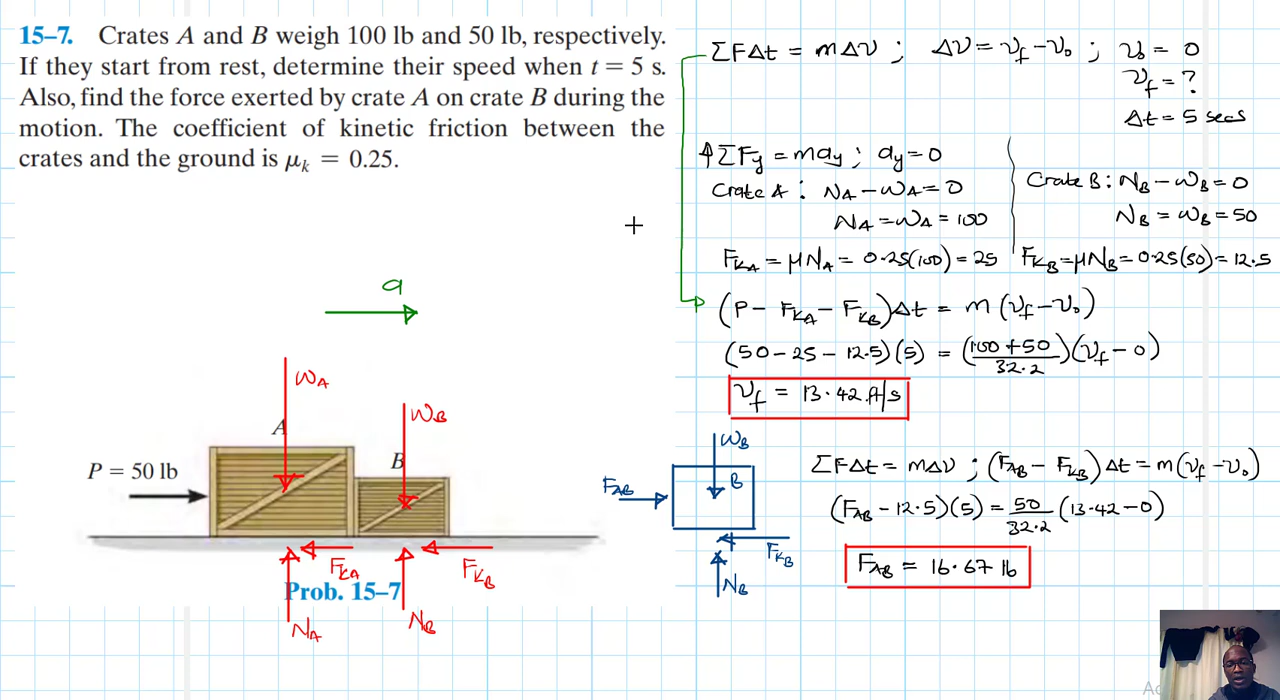 15–7. Crates A and B weigh 100 lb and 50 lb, respectively.
If they start from rest, determine their speed when t = 5 s.
Also, find the force exerted by crate A on crate B during the
motion. The coefficient of kinetic friction between the
crates and the ground is μk = 0.25.
a
WA
WB
A
B
P = 50 lb
FKA
FKB
Prob. 15–7
NA
NB
ΣFΔt = mΔv ; Δv = vf − v₀ ; v₀ = 0
vf = ?
Δt = 5 secs
↑ΣFy = may ; ay = 0
Crate A : NA − WA = 0
NA = WA = 100
FKA = μNA = 0.25(100) = 25
Crate B : NB − WB = 0
NB = WB = 50
FKB = μNB = 0.25(50) = 12.5
(P − FKA − FKB)Δt = m(vf − v₀)
(50 − 25 − 12.5)(5) = (100 + 50 / 32.2)(vf − 0)
vf = 13.42 ft/s
WB
FAB
B
FKB
NB
ΣFΔt = mΔv ; (FAB − FKB)Δt = m(vf − v₀)
(FAB − 12.5)(5) = 50/32.2 (13.42 − 0)
FAB = 16.67 lb